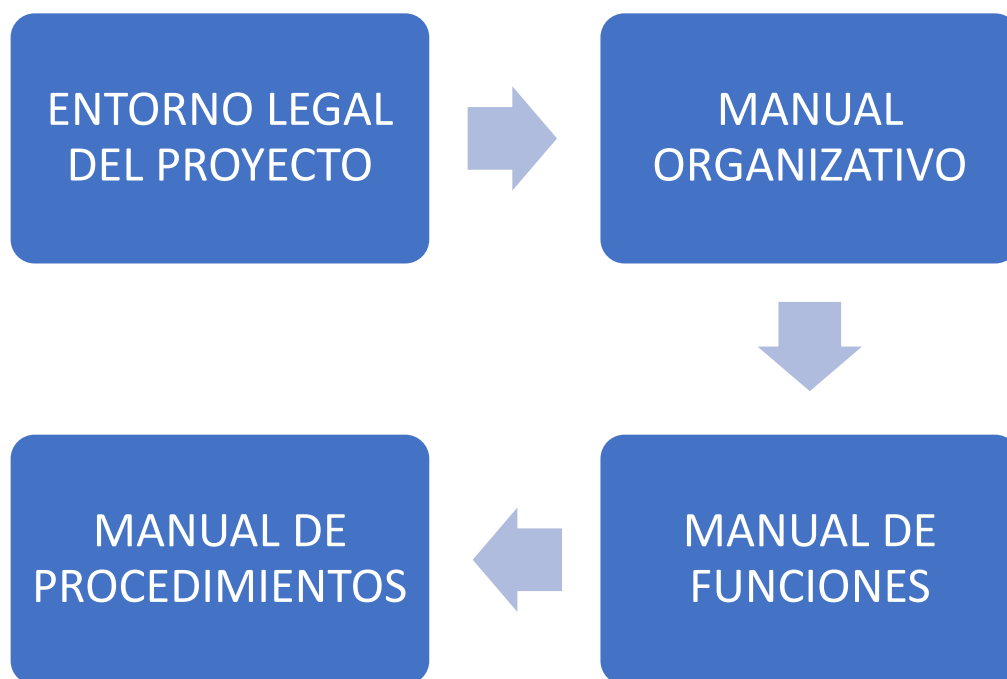 ENTORNO LEGAL
DEL PROYECTO
MANUAL
ORGANIZATIVO
MANUAL DE
FUNCIONES
MANUAL DE
PROCEDIMIENTOS